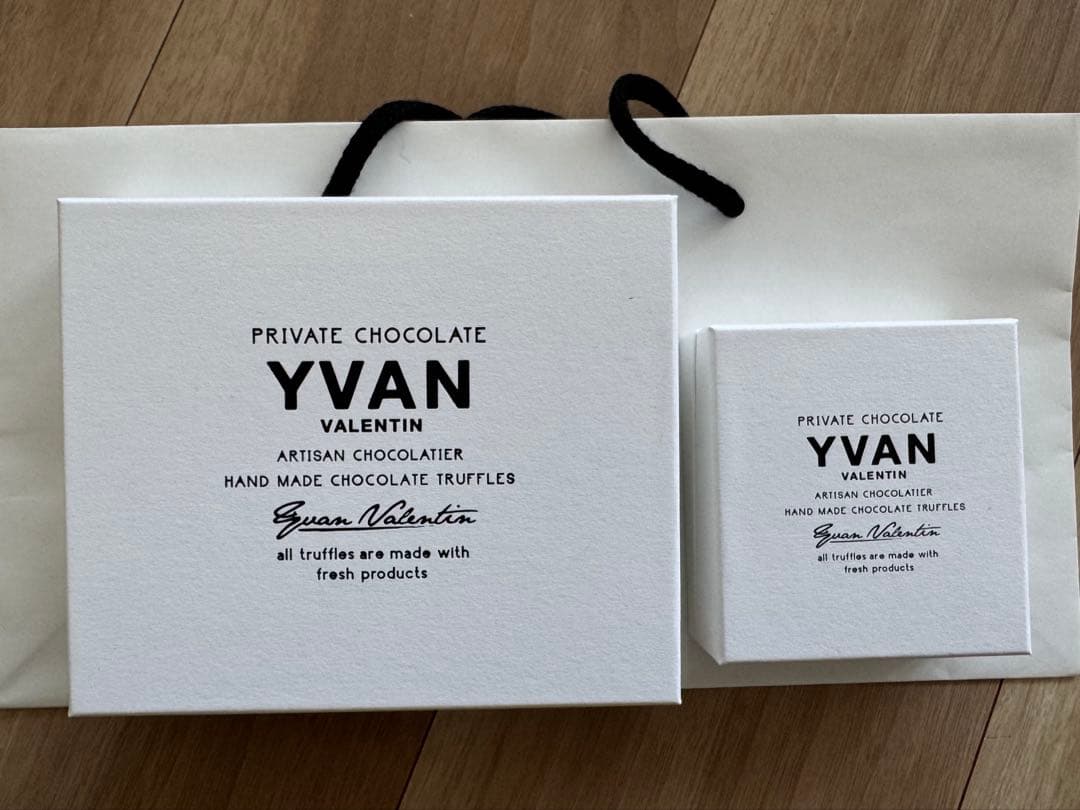 PRIVATE CHOCOLATE
YVAN
VALENTIN
ARTISAN CHOCOLATIER
HAND MADE CHOCOLATE TRUFFLES
Yvan Valentin
all truffles are made with
fresh products
PRIVATE CHOCOLATE
YVAN
VALENTIN
ARTISAN CHOCOLATIER
HAND MADE CHOCOLATE TRUFFLES
Yvan Valentin
all truffles are made with
fresh products